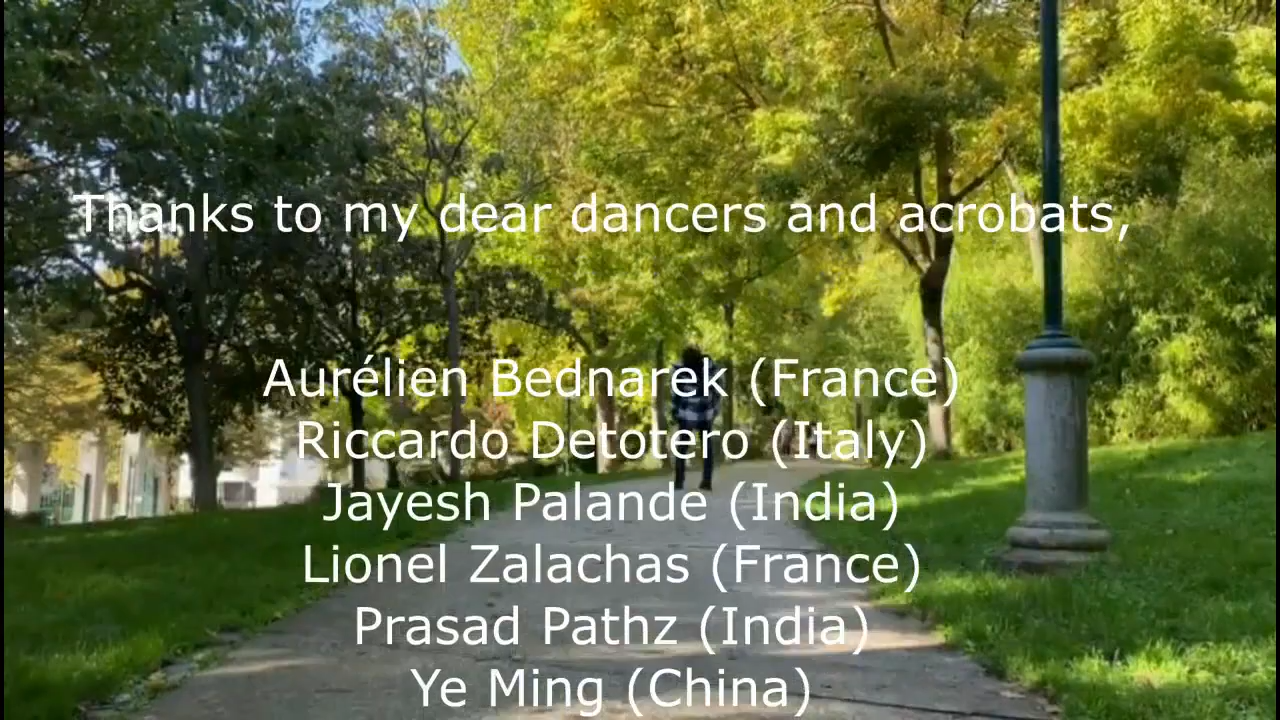 Thanks to my dear dancers and acrobats,
Aurélien Bednarek (France)
Riccardo Detotero (Italy)
Jayesh Palande (India)
Lionel Zalachas (France)
Prasad Pathz (India)
Ye Ming (China)